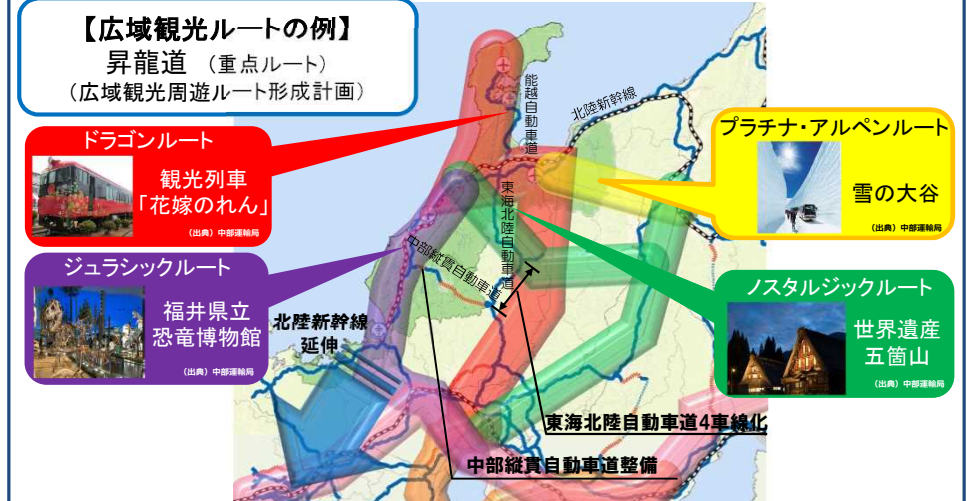 【広域観光ルートの例】
昇龍道 （重点ルート）
（広域観光周遊ルート形成計画）
ドラゴンルート
観光列車
「花嫁のれん」
（出典）中部運輸局
ジュラシックルート
福井県立
恐竜博物館
（出典）中部運輸局
プラチナ・アルペンルート
雪の大谷
（出典）中部運輸局
ノスタルジックルート
世界遺産
五箇山
（出典）中部運輸局
能越自動車道
北陸新幹線
東海北陸自動車道
中部縦貫自動車道
北陸新幹線
延伸
東海北陸自動車道4車線化
中部縦貫自動車道整備